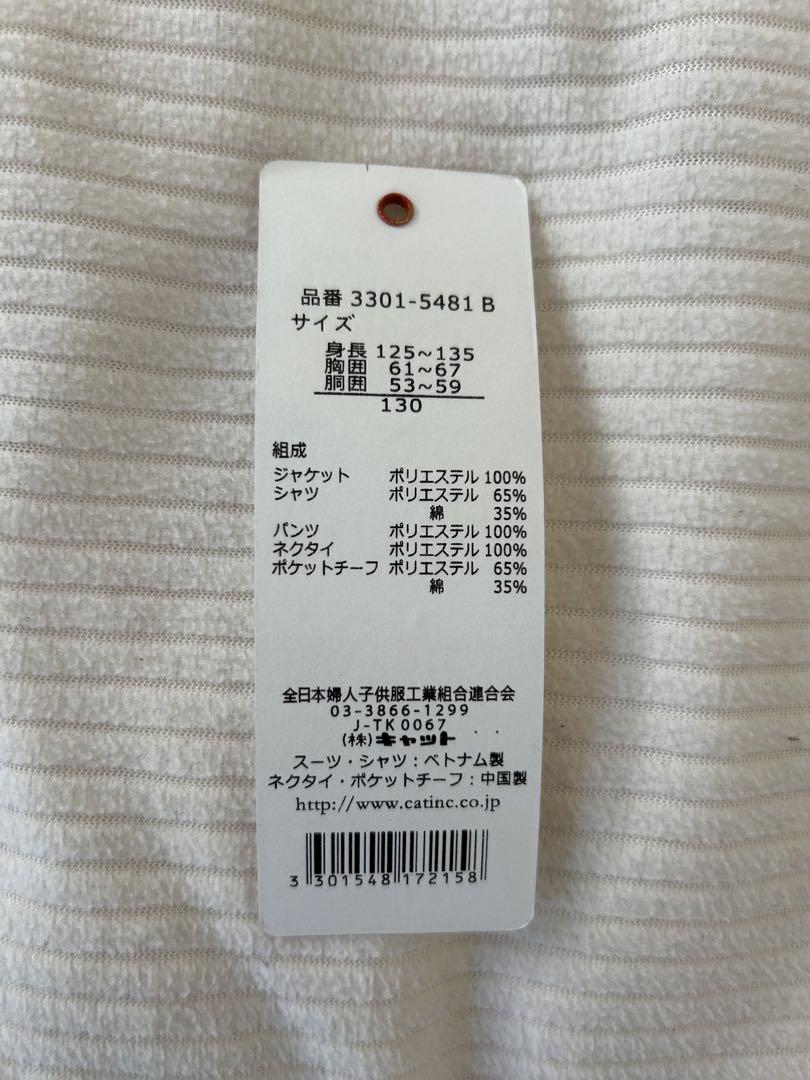 品番 3301-5481 B
サイズ
身長 125~135
胸囲 61~67
胴囲 53~59
130
組成
ジャケット ポリエステル 100%
シャツ ポリエステル 65%
綿 35%
パンツ ポリエステル 100%
ネクタイ ポリエステル 100%
ポケットチーフ ポリエステル 65%
綿 35%
全日本婦人子供服工業組合連合会
03-3866-1299
J-TK0067
(株)キャット
スーツ・シャツ:ベトナム製
ネクタイ・ポケットチーフ:中国製
http://www.catinc.co.jp
3 301548 172158